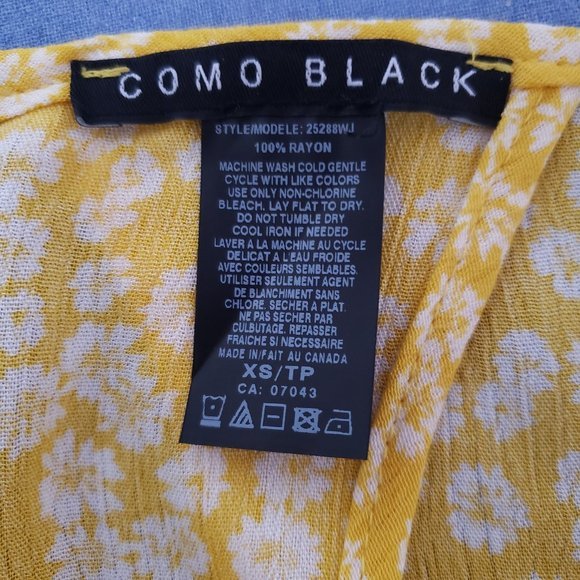 COMO BLACK
STYLE/MODELE: 25288WJ
100% RAYON
MACHINE WASH COLD GENTLE
CYCLE WITH LIKE COLORS
USE ONLY NON-CHLORINE
BLEACH. LAY FLAT TO DRY.
DO NOT TUMBLE DRY
COOL IRON IF NEEDED
LAVER A LA MACHINE AU CYCLE
DELICAT A L'EAU FROIDE
AVEC COULEURS SEMBLABLES.
UTILISER SEULEMENT AGENT
DE BLANCHIMENT SANS
CHLORE. SECHER A PLAT.
NE PAS SECHER PAR
CULBUTAGE. REPASSER
FRAICHE SI NECESSAIRE
MADE IN/FAIT AU CANADA
XS/TP
CA: 07043